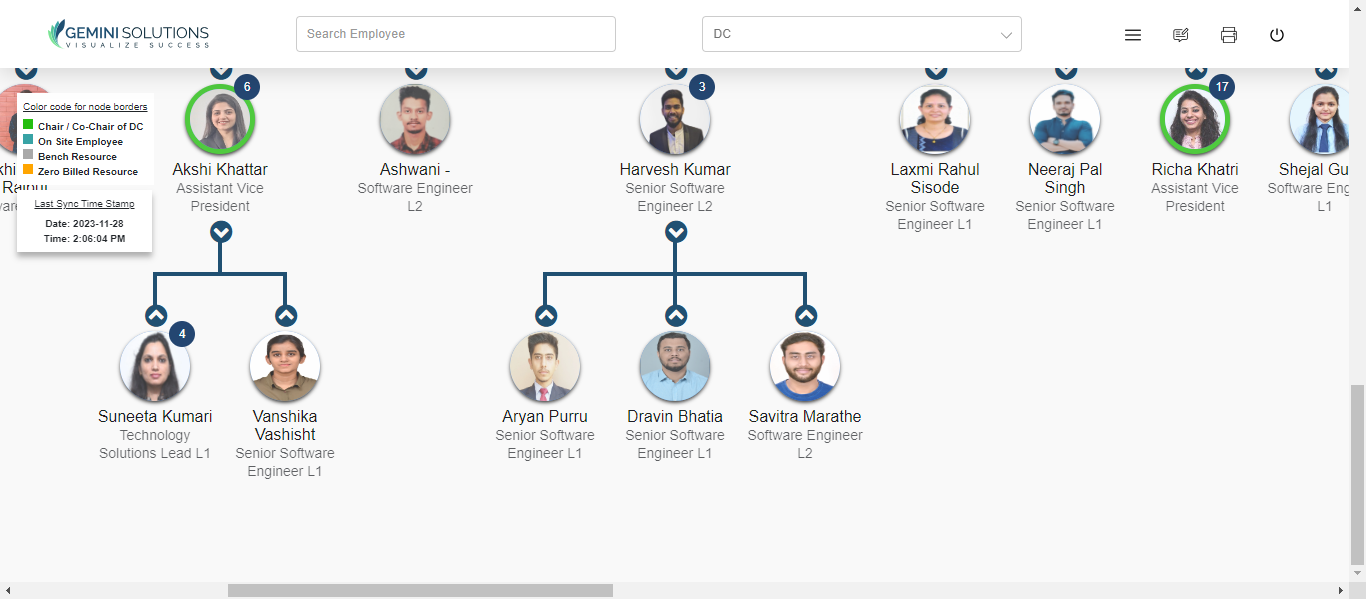 GEMINI SOLUTIONS
VISUALIZE SUCCESS
Search Employee
DC
Color code for node borders
Chair / Co-Chair of DC
On Site Employee
Bench Resource
Zero Billed Resource
Last Sync Time Stamp
Date: 2023-11-28
Time: 2:06:04 PM
6
Akshi Khattar
Assistant Vice
President
Ashwani -
Software Engineer
L2
3
Harvesh Kumar
Senior Software
Engineer L2
Laxmi Rahul
Sisode
Senior Software
Engineer L1
Neeraj Pal
Singh
Senior Software
Engineer L1
17
Richa Khatri
Assistant Vice
President
Shejal Gu
Software Eng
L1
4
Suneeta Kumari
Technology
Solutions Lead L1
Vanshika
Vashisht
Senior Software
Engineer L1
Aryan Purru
Senior Software
Engineer L1
Dravin Bhatia
Senior Software
Engineer L1
Savitra Marathe
Software Engineer
L2